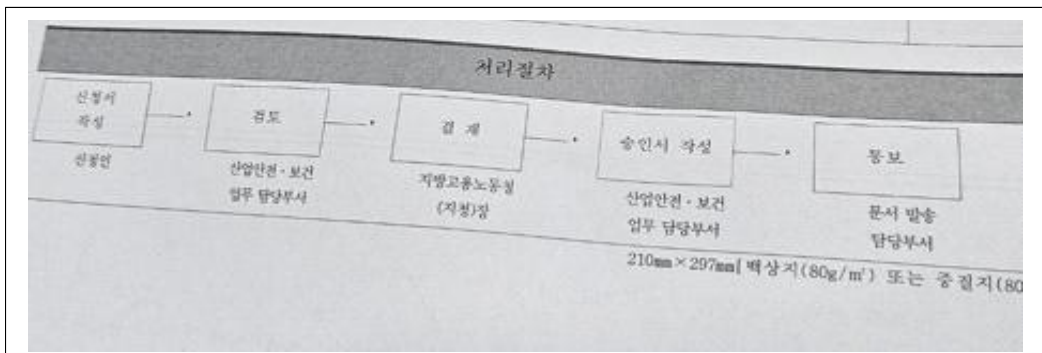 처리절차
신청서
작성
검토
결 재
승인서 작성
통보
신청인
산업안전·보건
업무 담당부서
지방고용노동청
(지청)장
산업안전·보건
업무 담당부서
문서 발송
담당부서
210㎜×297㎜[백상지(80g/㎡) 또는 중질지(80